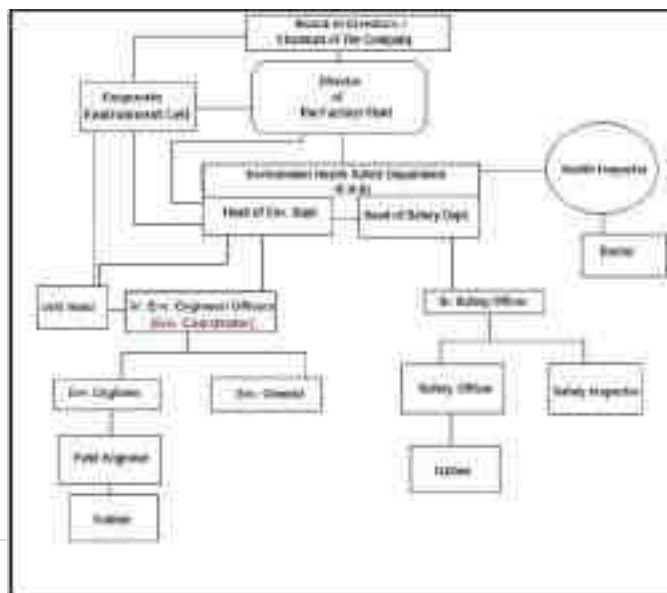 Board of Directors /
Chairman of the Company
Director
of
the Factory Plant
Corporate
Environment Cell
Environment Health Safety Department
Head of Env. Dept
Head of Safety Dept.
Health Inspector
Doctor
Unit Head
Sr. Env. Engineer/Officer
(Env. Coordinator)
Sr. Safety Officer
Env. Engineer
Env. Chemist
Safety Officer
Safety Inspector
Field Engineer
Trainee
Trainee